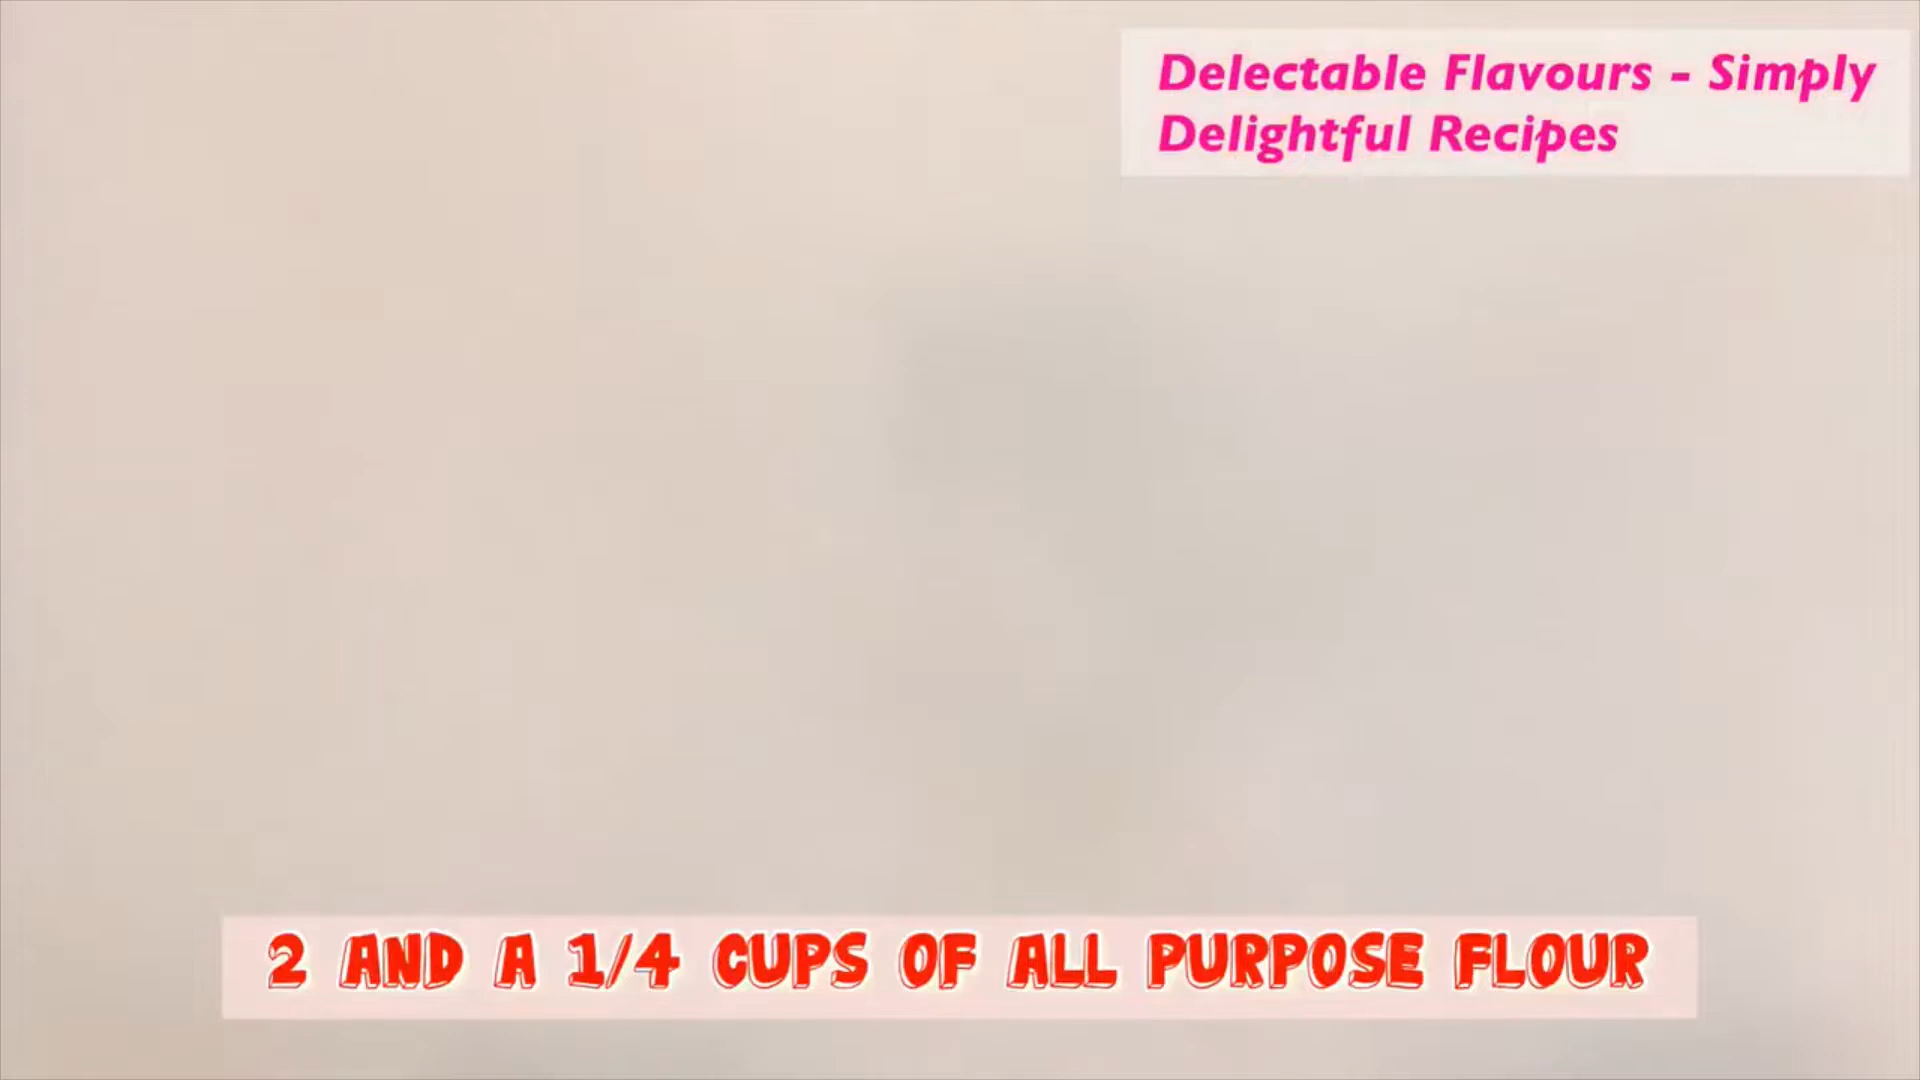 Delectable Flavours - Simply
Delightful Recipes
2 AND A 1/4 CUPS OF ALL PURPOSE FLOUR